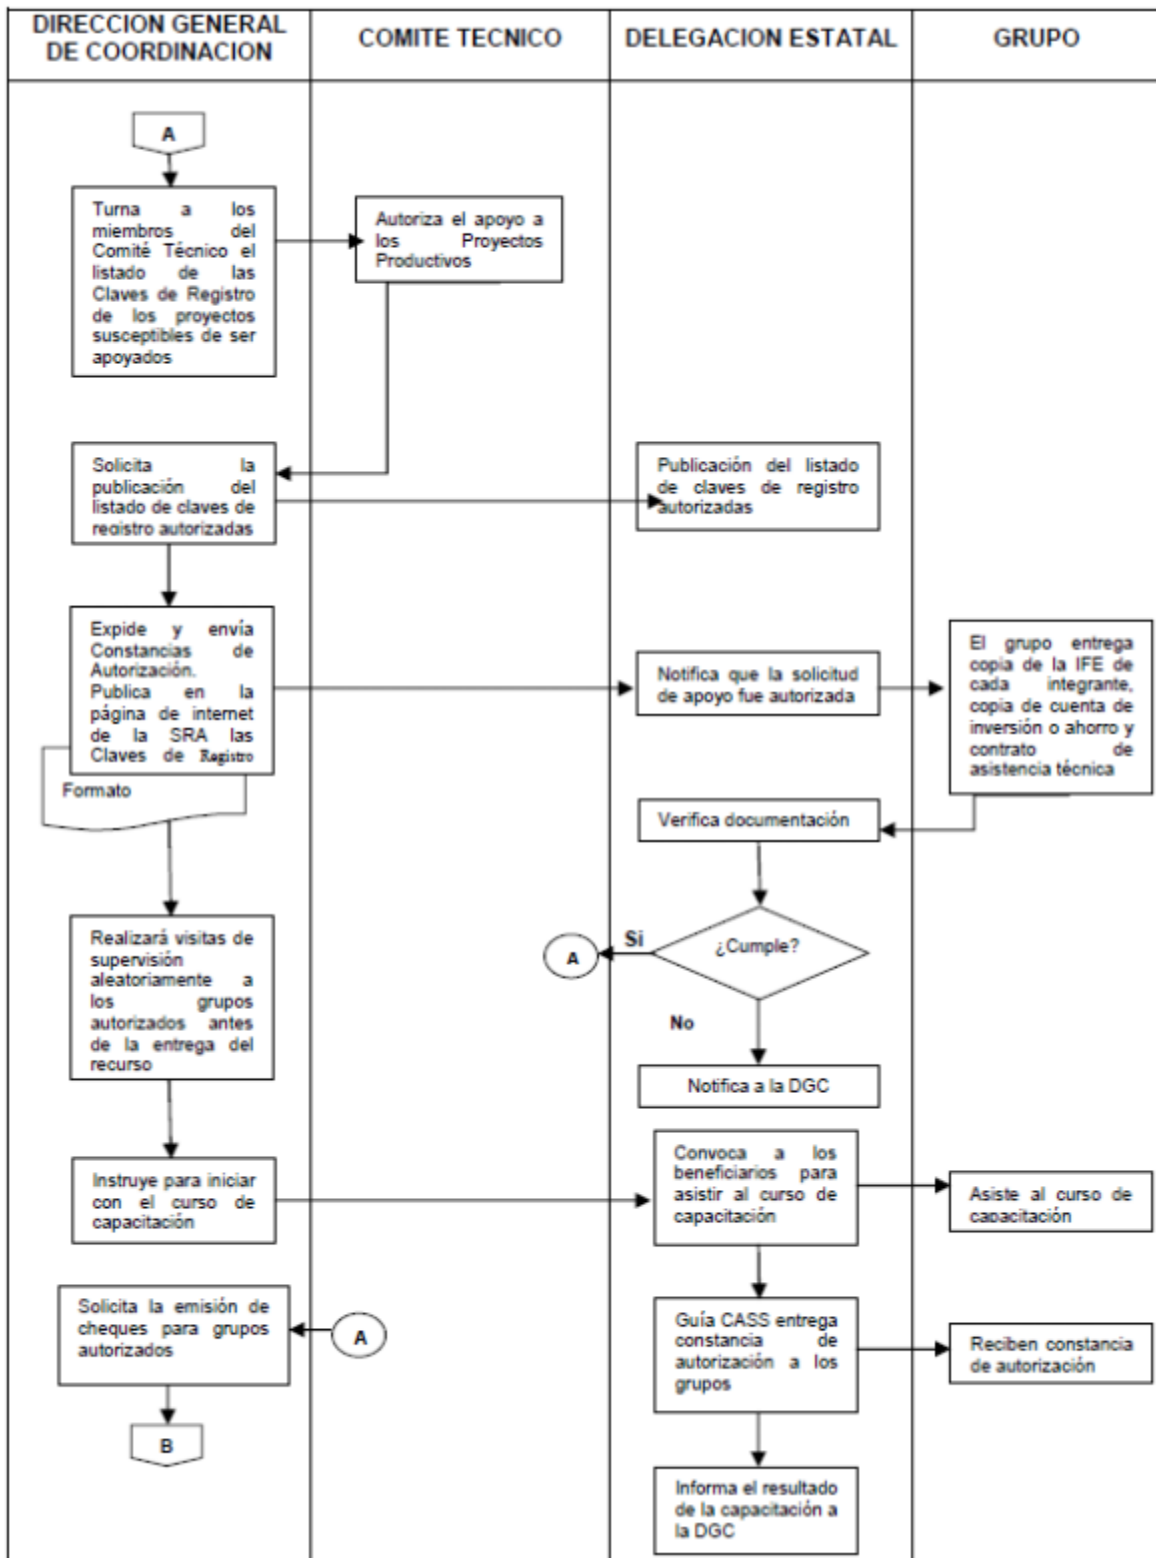 DIRECCION GENERAL
DE COORDINACION
COMITE TECNICO
DELEGACION ESTATAL
GRUPO
A
Turna a los
miembros del
Comité Técnico el
listado de las
Claves de Registro
de los proyectos
susceptibles de ser
apoyados
Autoriza el apoyo a
los Proyectos
Productivos
Solicita la
publicación del
listado de claves de
registro autorizadas
Publicación del listado
de claves de registro
autorizadas
Expide y envía
Constancias de
Autorización.
Publica en la
página de internet
de la SRA las
Claves de Registro
Formato
Notifica que la solicitud
de apoyo fue autorizada
El grupo entrega
copia de la IFE de
cada integrante,
copia de cuenta de
inversión o ahorro y
contrato de
asistencia técnica
Verifica documentación
¿Cumple?
Si
A
No
Notifica a la DGC
Realizará visitas de
supervisión
aleatoriamente a
los grupos
autorizados antes
de la entrega del
recurso
Instruye para iniciar
con el curso de
capacitación
Convoca a los
beneficiarios para
asistir al curso de
capacitación
Asiste al curso de
capacitación
Solicita la emisión de
cheques para grupos
autorizados
A
Guía CASS entrega
constancia de
autorización a los
grupos
Reciben constancia
de autorización
B
Informa el resultado
de la capacitación a
la DGC